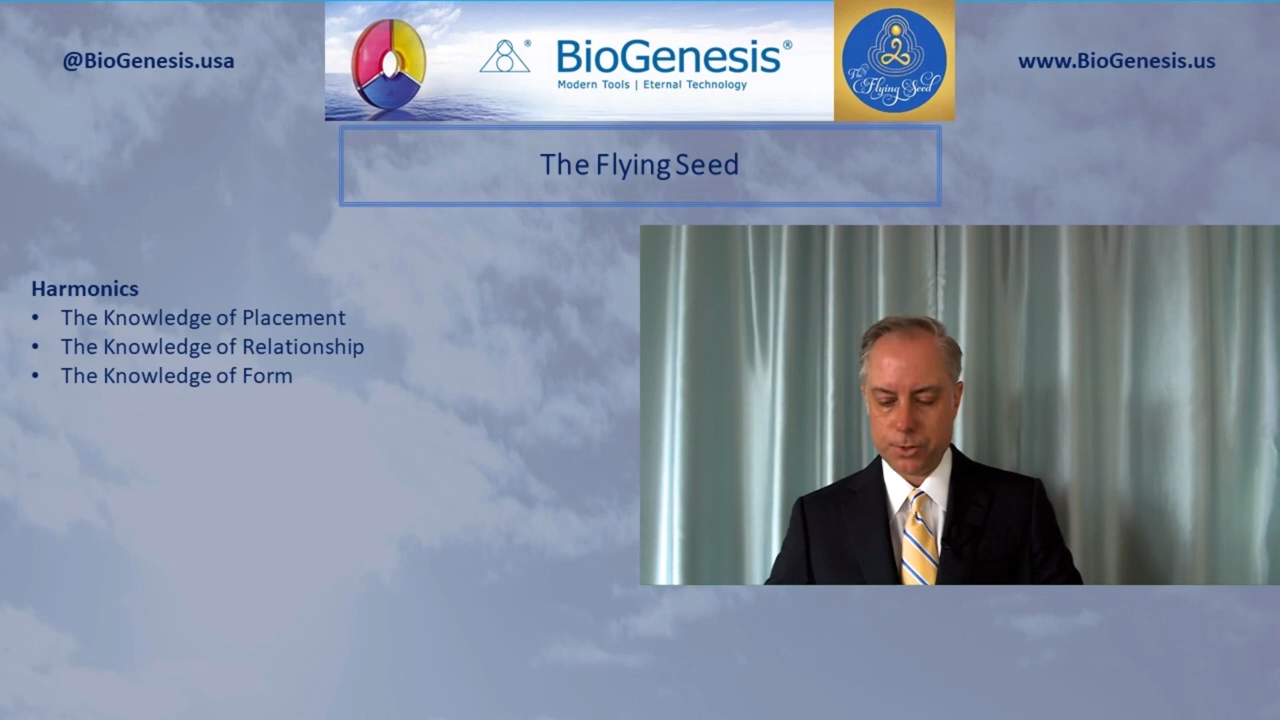 @BioGenesis.usa
BioGenesis®
Modern Tools | Eternal Technology
The Flying Seed
www.BioGenesis.us
The Flying Seed
Harmonics
• The Knowledge of Placement
• The Knowledge of Relationship
• The Knowledge of Form